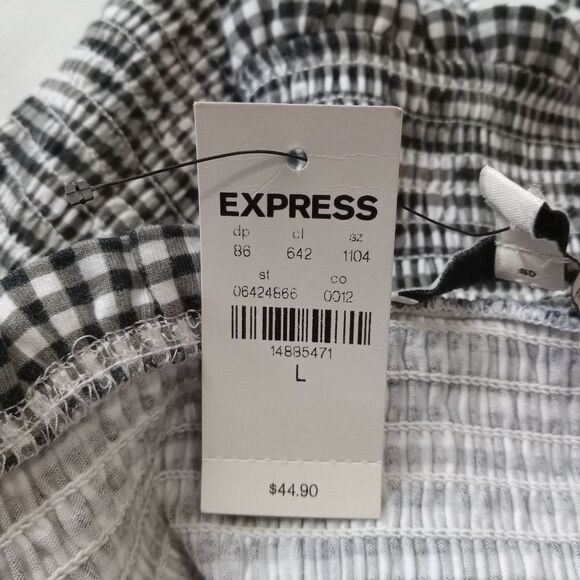 EXPRESS
dp cl sz
86 642 1104
st co
06424866 0012
14885471
L
$44.90